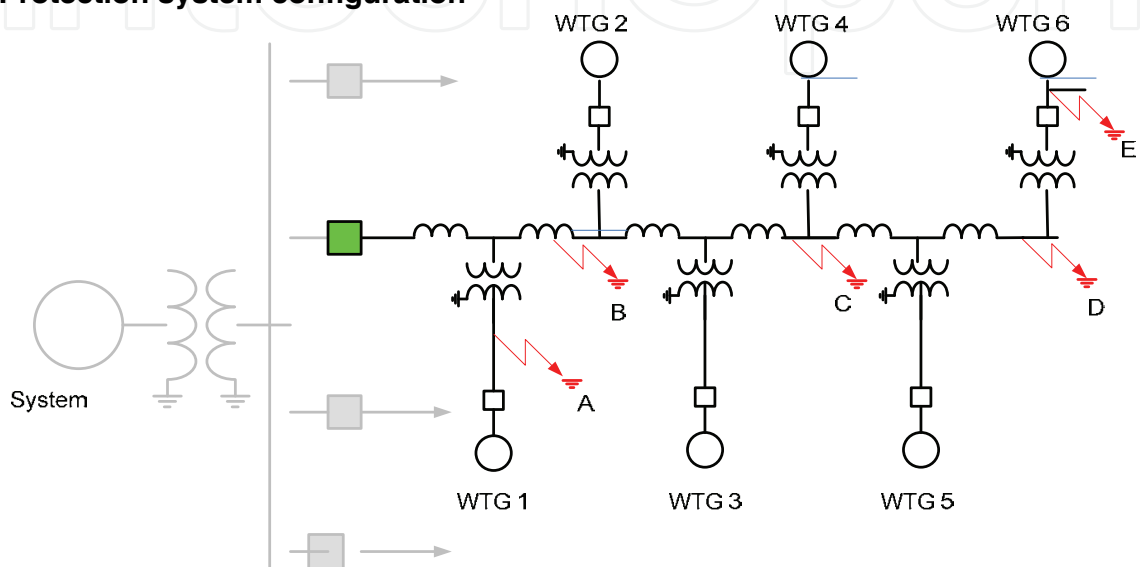 Protection system configuration
WTG 2
WTG 4
WTG 6
E
B
C
D
System
A
WTG 1
WTG 3
WTG 5